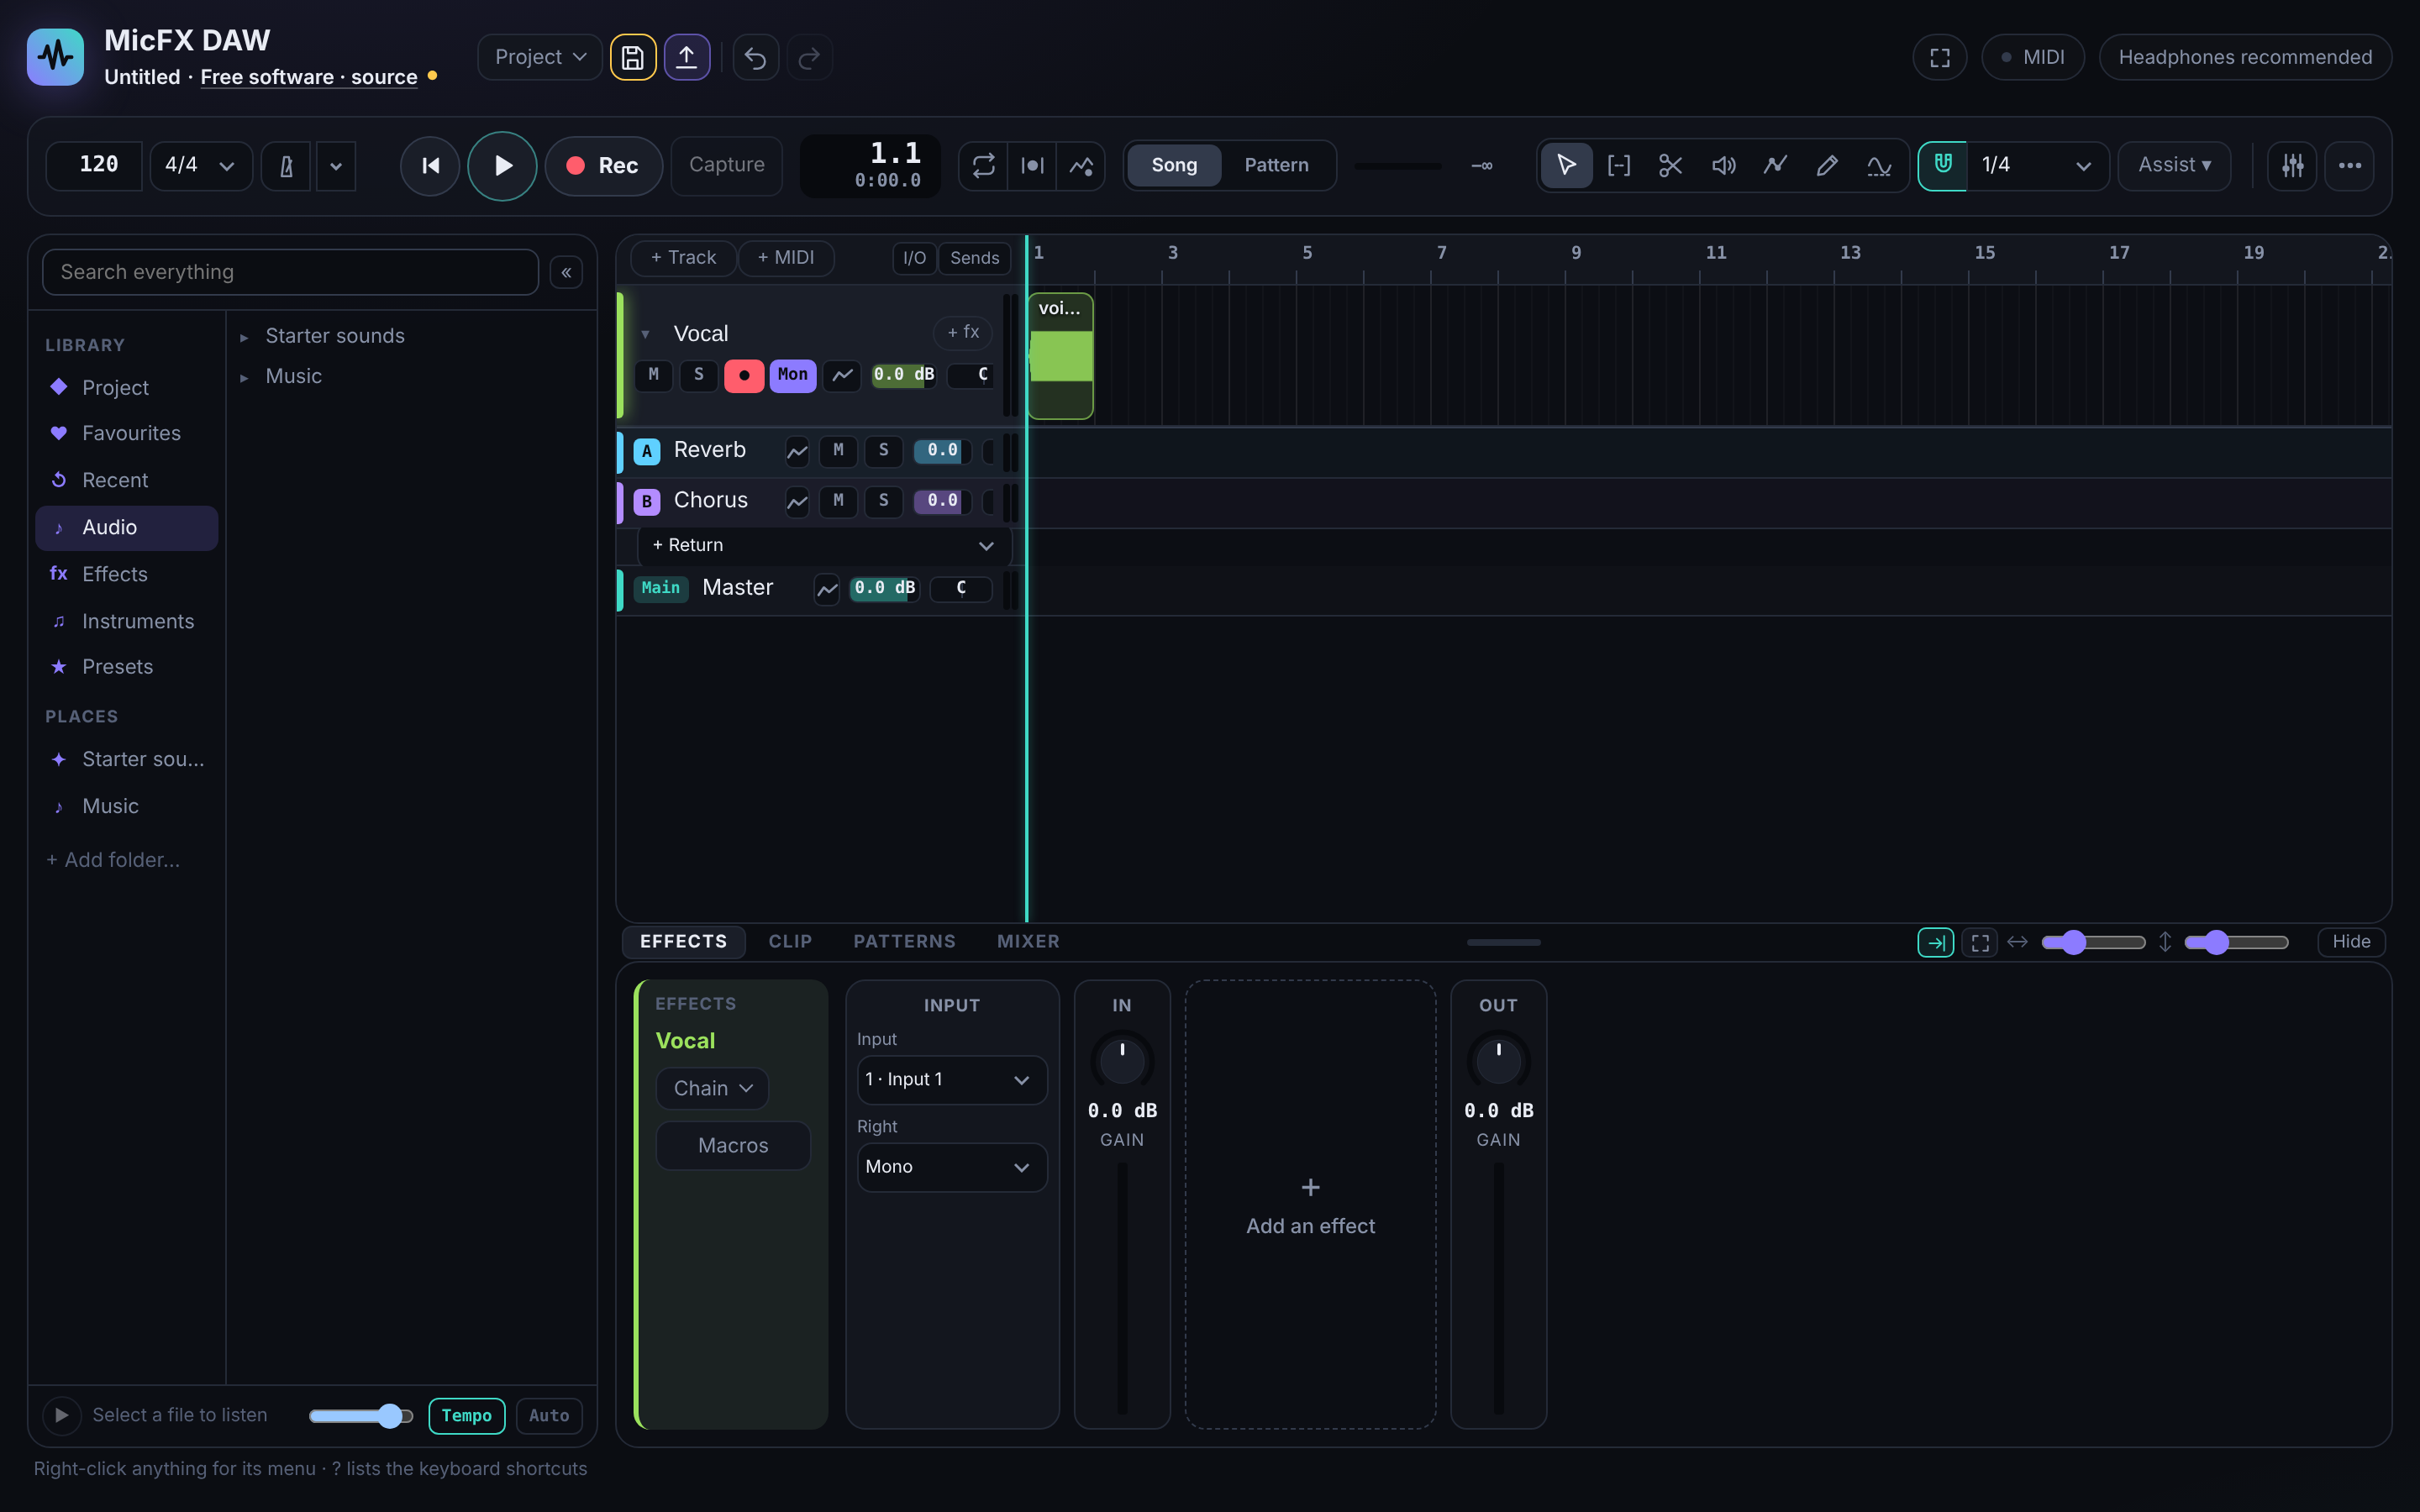 MicFX DAW
Untitled · Free software · source
Project
MIDI
Headphones recommended
120
4/4
Rec
Capture
1.1
0:00.0
Song
Pattern
-∞
1/4
Assist ▾
Search everything
«
LIBRARY
Project
Favourites
Recent
Audio
fx Effects
Instruments
Presets
PLACES
Starter sou...
Music
+ Add folder...
Starter sounds
Music
Select a file to listen
Tempo
Auto
Right-click anything for its menu · ? lists the keyboard shortcuts
+ Track
+ MIDI
I/O
Sends
1 3 5 7 9 11 13 15 17 19
Vocal
+ fx
M S Mon 0.0 dB C
voi...
A Reverb M S 0.0
B Chorus M S 0.0
+ Return
Main Master 0.0 dB C
EFFECTS CLIP PATTERNS MIXER
Hide
EFFECTS
Vocal
Chain
Macros
INPUT
Input
1 · Input 1
Right
Mono
IN
0.0 dB
GAIN
+
Add an effect
OUT
0.0 dB
GAIN